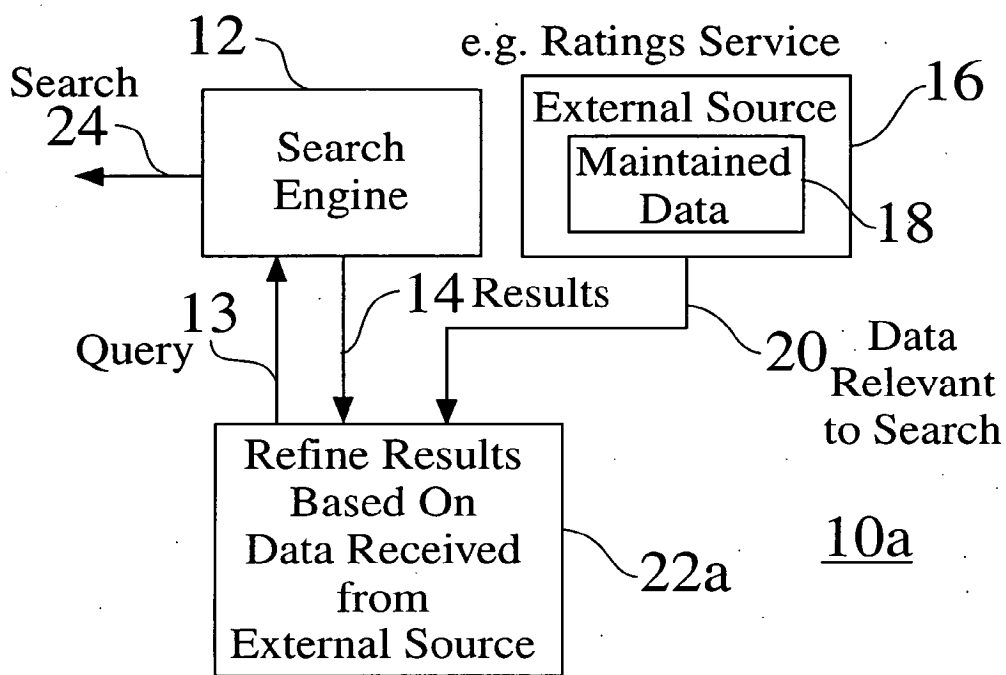 12
e.g. Ratings Service
Search
24
Search
Engine
External Source
Maintained
Data
16
18
13
Query
14 Results
20 Data
Relevant
to Search
Refine Results
Based On
Data Received
from
External Source
22a
10a